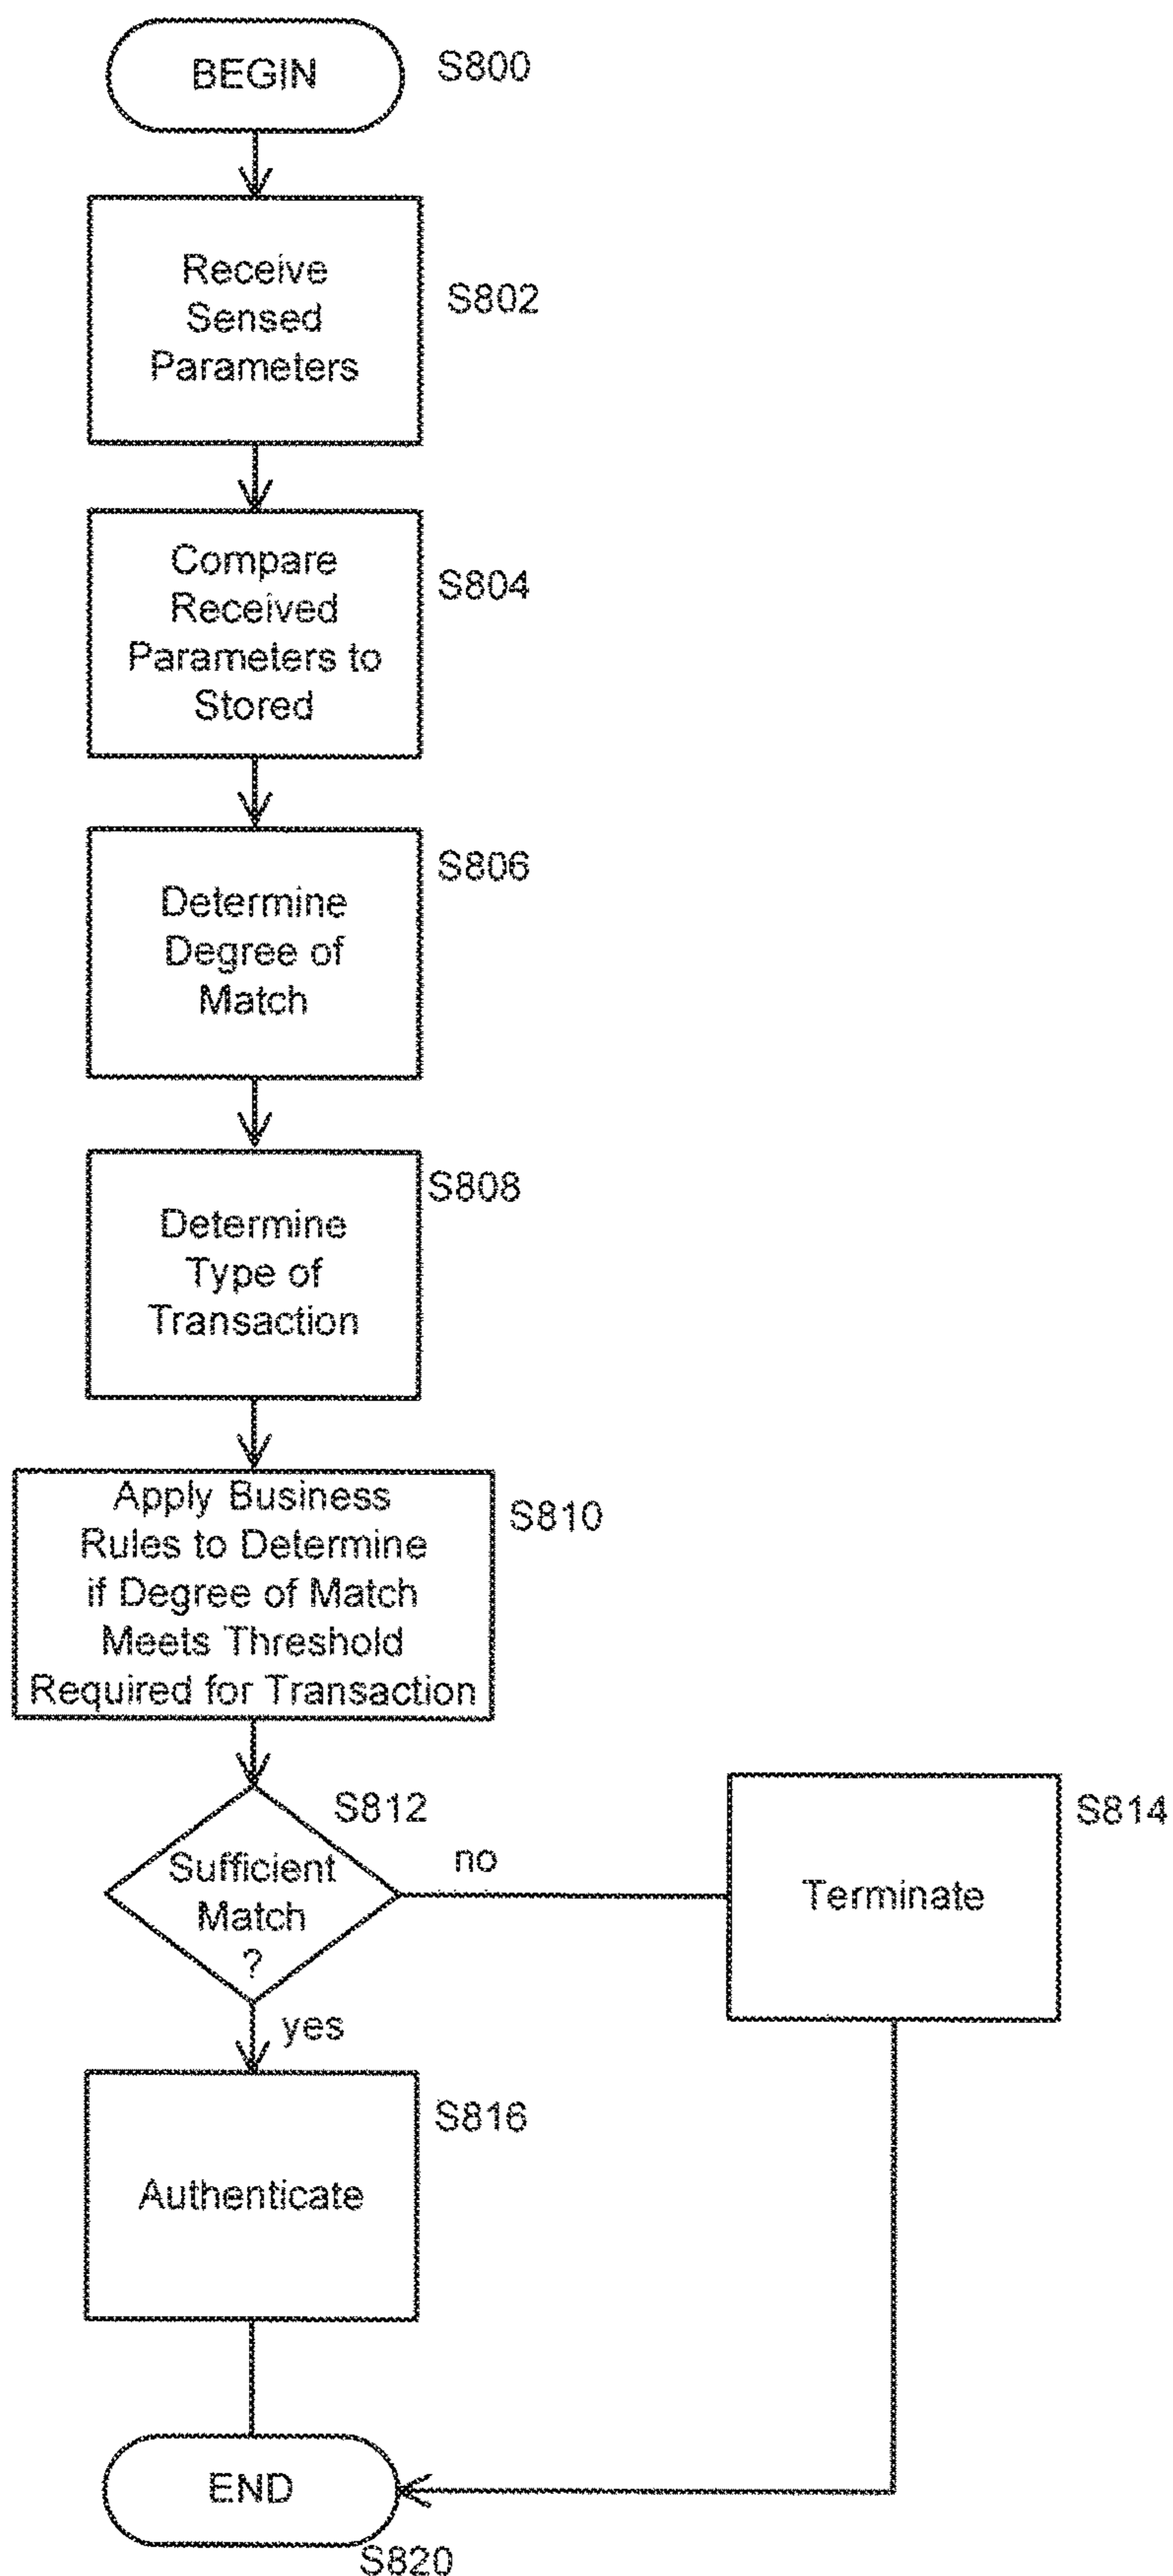 BEGIN
S800
Receive
Sensed
Parameters
S802
Compare
Received
Parameters to
Stored
S804
Determine
Degree of
Match
S806
Determine
Type of
Transaction
S808
Apply Business
Rules to Determine
if Degree of Match
Meets Threshold
Required for Transaction
S810
Sufficient
Match
?
S812
no
Terminate
S814
yes
Authenticate
S816
END
S820